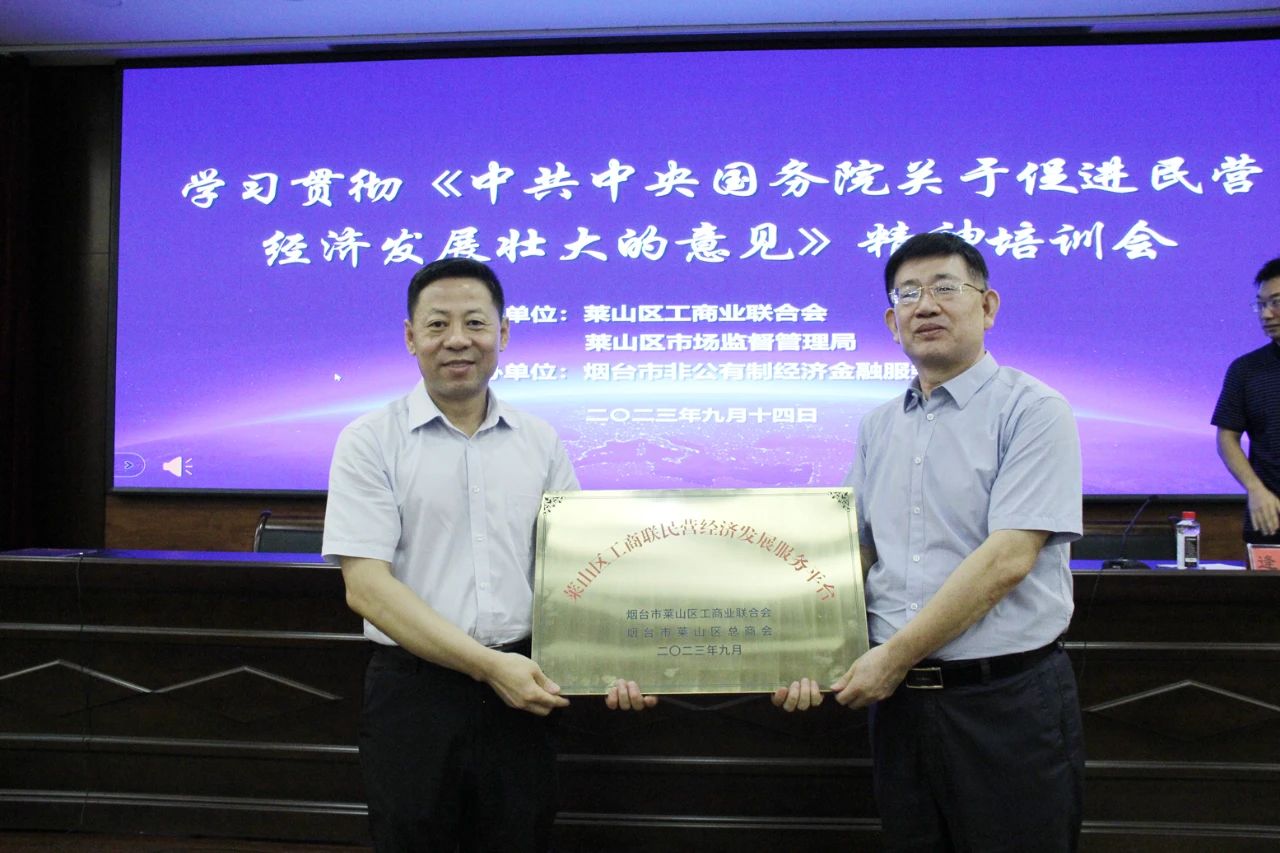 学习贯彻《中共中央国务院关于促进民营
经济发展壮大的意见》精神培训会
单位：莱山区工商业联合会
莱山区市场监督管理局
办单位：烟台市非公有制经济金融服
二〇二三年九月十四日
莱山区工商联民营经济发展服务平台
烟台市莱山区工商业联合会
烟台市莱山区总商会
二〇二三年九月
逄